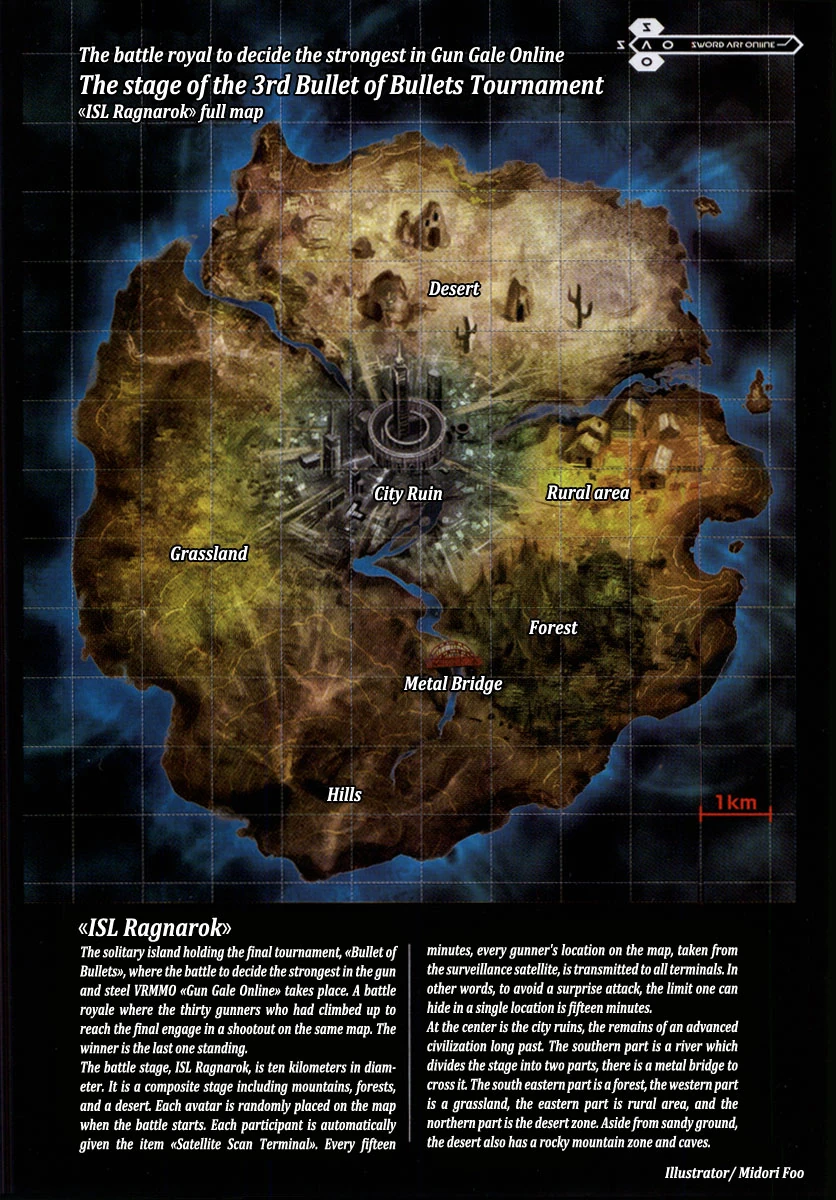 The battle royal to decide the strongest in Gun Gale Online
The stage of the 3rd Bullet of Bullets Tournament
«ISL Ragnarok» full map
S
S A O SWORD ART ONLINE
O
Desert
City Ruin
Rural area
Grassland
Forest
Metal Bridge
Hills
1km
«ISL Ragnarok»
The solitary island holding the final tournament, «Bullet of
Bullets», where the battle to decide the strongest in the gun
and steel VRMMO «Gun Gale Online» takes place. A battle
royale where the thirty gunners who had climbed up to
reach the final engage in a shootout on the same map. The
winner is the last one standing.
The battle stage, ISL Ragnarok, is ten kilometers in diam-
eter. It is a composite stage including mountains, forests,
and a desert. Each avatar is randomly placed on the map
when the battle starts. Each participant is automatically
given the item «Satellite Scan Terminal». Every fifteen
minutes, every gunner's location on the map, taken from
the surveillance satellite, is transmitted to all terminals. In
other words, to avoid a surprise attack, the limit one can
hide in a single location is fifteen minutes.
At the center is the city ruins, the remains of an advanced
civilization long past. The southern part is a river which
divides the stage into two parts, there is a metal bridge to
cross it. The south eastern part is a forest, the western part
is a grassland, the eastern part is rural area, and the
northern part is the desert zone. Aside from sandy ground,
the desert also has a rocky mountain zone and caves.
Illustrator/ Midori Foo